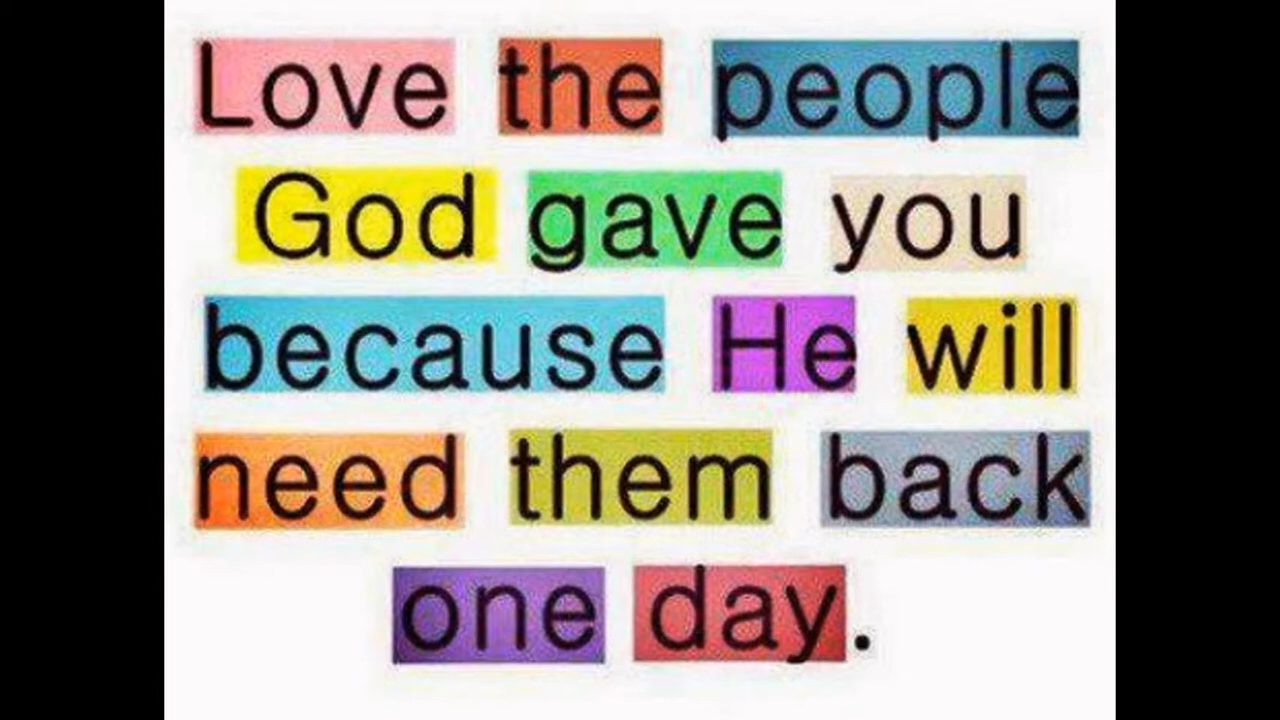 Love the people
God gave you
because He will
need them back
one day.